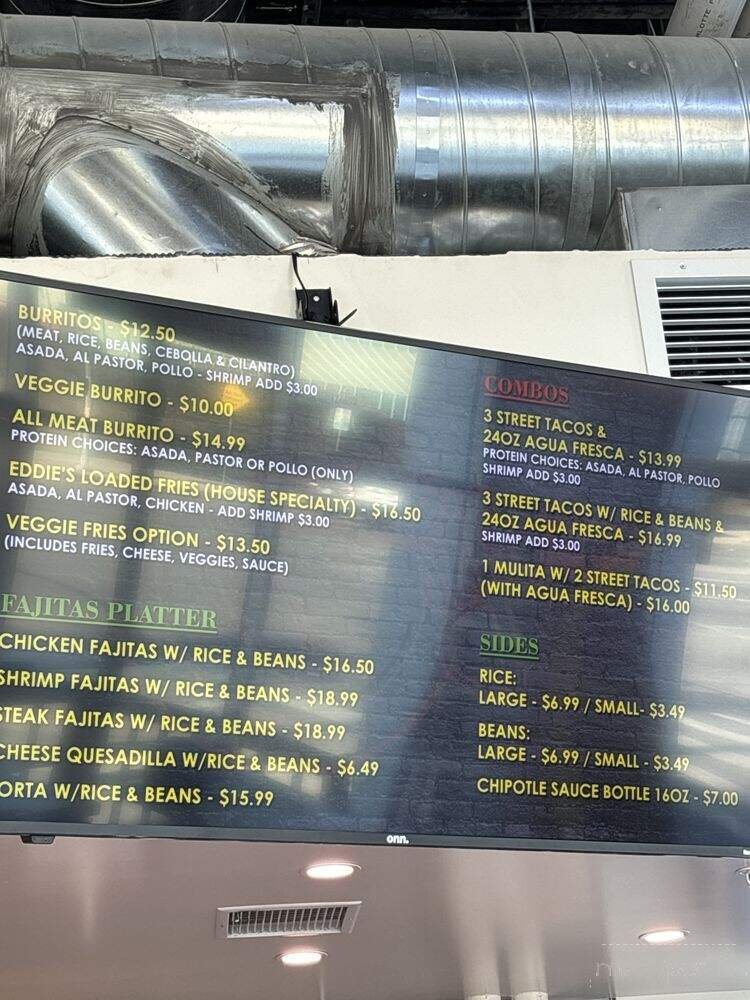 BURRITOS - $12.50
(MEAT, RICE, BEANS, CEBOLLA & CILANTRO)
ASADA, AL PASTOR, POLLO - SHRIMP ADD $3.00
VEGGIE BURRITO - $10.00
ALL MEAT BURRITO - $14.99
PROTEIN CHOICES: ASADA, PASTOR OR POLLO (ONLY)
EDDIE'S LOADED FRIES (HOUSE SPECIALTY) - $16.50
ASADA, AL PASTOR, CHICKEN - ADD SHRIMP $3.00
VEGGIE FRIES OPTION - $13.50
(INCLUDES FRIES, CHEESE, VEGGIES, SAUCE)
FAJITAS PLATTER
CHICKEN FAJITAS W/ RICE & BEANS - $16.50
SHRIMP FAJITAS W/ RICE & BEANS - $18.99
STEAK FAJITAS W/ RICE & BEANS - $18.99
CHEESE QUESADILLA W/RICE & BEANS - $6.49
ORTA W/RICE & BEANS - $15.99
COMBOS
3 STREET TACOS &
24OZ AGUA FRESCA - $13.99
PROTEIN CHOICES: ASADA, AL PASTOR, POLLO
SHRIMP ADD $3.00
3 STREET TACOS W/ RICE & BEANS &
24OZ AGUA FRESCA - $16.99
SHRIMP ADD $3.00
1 MULITA W/ 2 STREET TACOS - $11.50
(WITH AGUA FRESCA) - $16.00
SIDES
RICE:
LARGE - $6.99 / SMALL- $3.49
BEANS:
LARGE - $6.99 / SMALL - $3.49
CHIPOTLE SAUCE BOTTLE 16OZ - $7.00
onn.